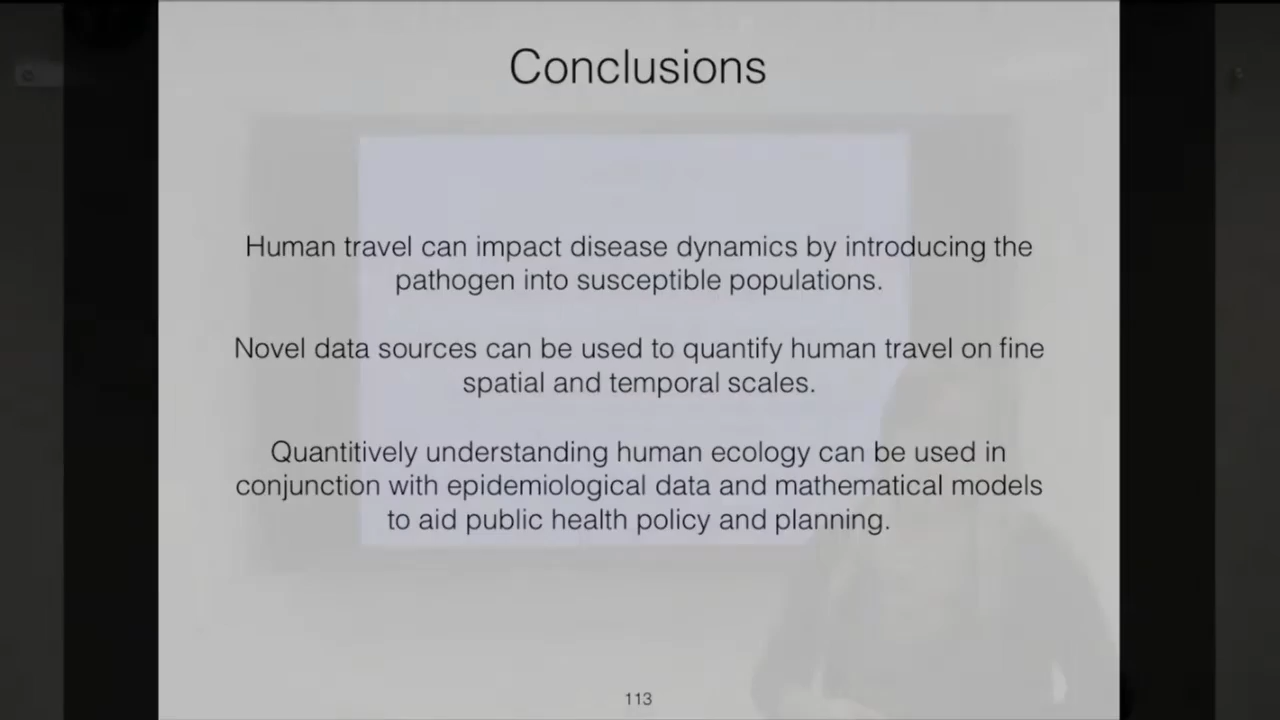 Conclusions
Human travel can impact disease dynamics by introducing the
pathogen into susceptible populations.
Novel data sources can be used to quantify human travel on fine
spatial and temporal scales.
Quantitively understanding human ecology can be used in
conjunction with epidemiological data and mathematical models
to aid public health policy and planning.
113